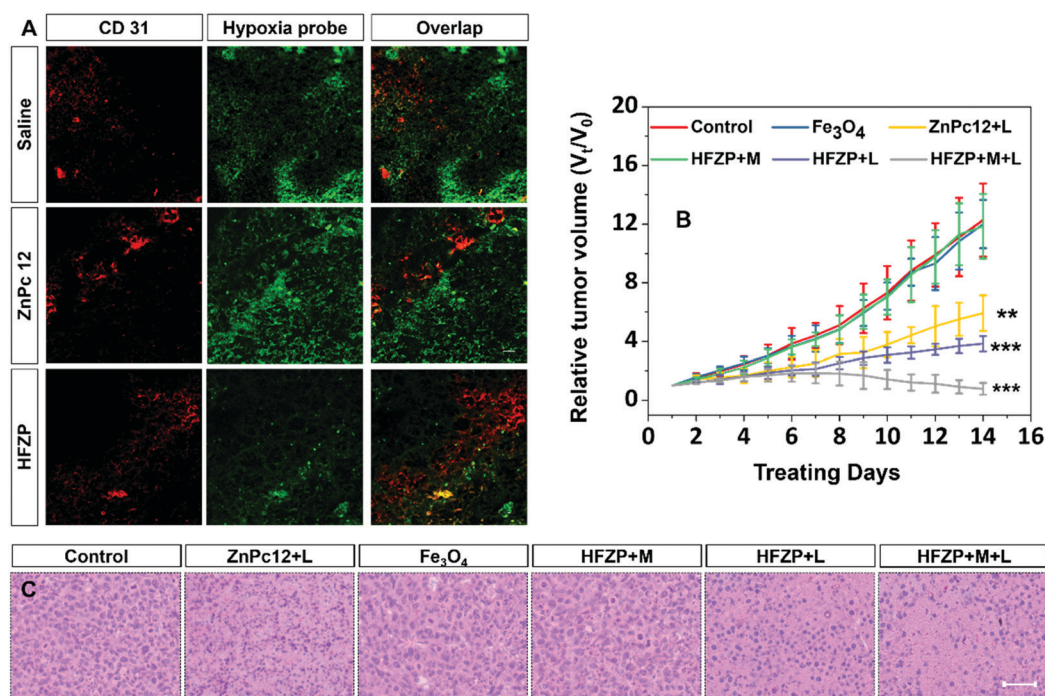 A
CD 31 Hypoxia probe Overlap
Saline
ZnPc 12
HFZP
B
Relative tumor volume (Vt/V0)
20
16
12
8
4
0
Control Fe3O4 ZnPc12+L
HFZP+M HFZP+L HFZP+M+L
**
***
***
0 2 4 6 8 10 12 14 16
Treating Days
Control ZnPc12+L Fe3O4 HFZP+M HFZP+L HFZP+M+L
C